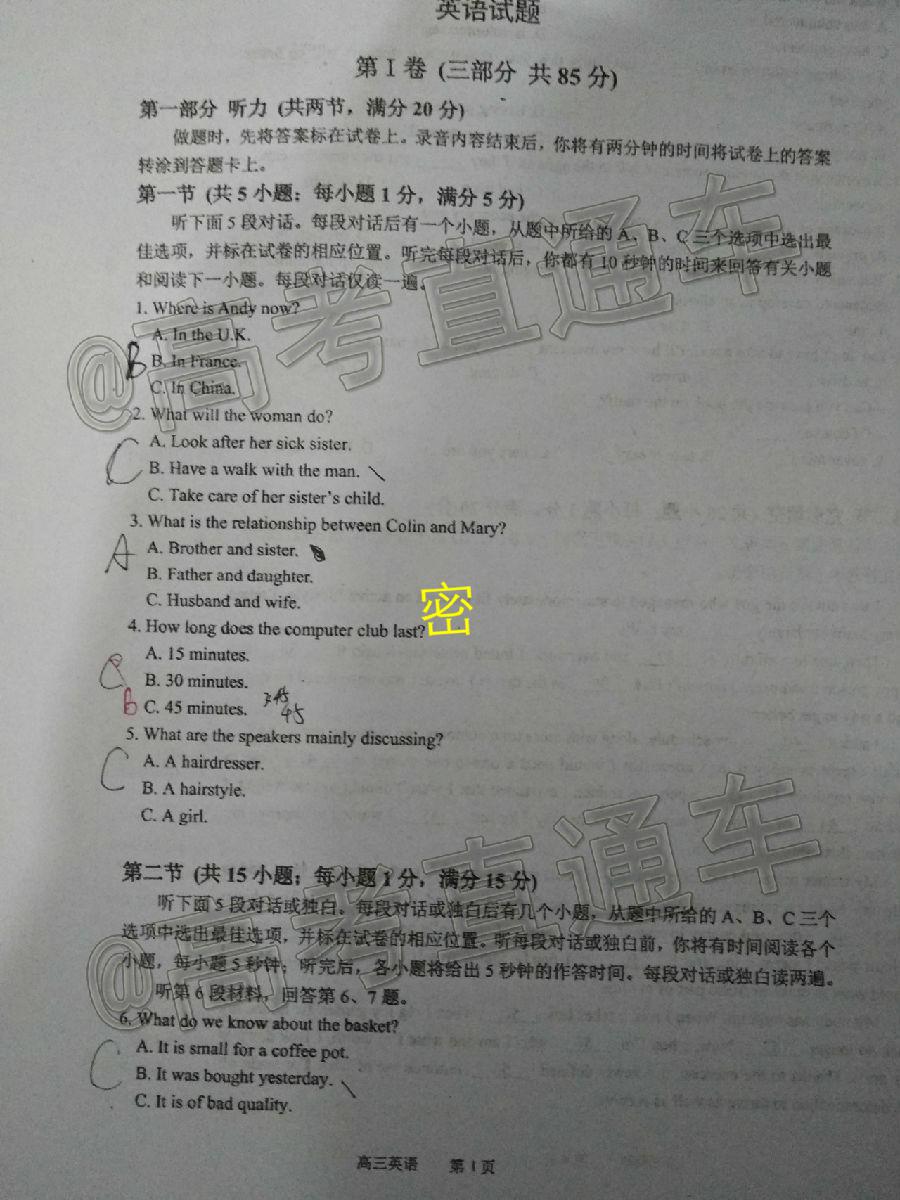 英语试题
第 I 卷 (三部分 共 85 分)
第一部分 听力 (共两节，满分 20 分)
做题时，先将答案标在试卷上。录音内容结束后，你将有两分钟的时间将试卷上的答案
转涂到答题卡上。
第一节 (共 5 小题；每小题 1 分，满分 5 分)
听下面 5 段对话。每段对话后有一个小题，从题中所给的 A、B、C 三个选项中选出最
佳选项，并标在试卷的相应位置。听完每段对话后，你都有 10 秒钟的时间来回答有关小题
和阅读下一小题。每段对话仅读一遍。
1. Where is Andy now?
A. In the U.K.
B B. In France.
C. In China.
@高考直通车
2. What will the woman do?
A. Look after her sick sister.
C B. Have a walk with the man.
C. Take care of her sister's child.
3. What is the relationship between Colin and Mary?
A A. Brother and sister.
B. Father and daughter.
C. Husband and wife.
密
4. How long does the computer club last?
A. 15 minutes.
C B. 30 minutes.
B C. 45 minutes. 3:45
45
5. What are the speakers mainly discussing?
C A. A hairdresser.
B. A hairstyle.
C. A girl.
第二节 (共 15 小题；每小题 1 分，满分 15 分)
听下面 5 段对话或独白。每段对话或独白后有几个小题，从题中所给的 A、B、C 三个
选项中选出最佳选项，并标在试卷的相应位置。听每段对话或独白前，你将有时间阅读各个
小题，每小题 5 秒钟；听完后，各小题将给出 5 秒钟的作答时间。每段对话或独白读两遍。
@高考直通车
听第 6 段材料，回答第 6、7 题。
6. What do we know about the basket?
A. It is small for a coffee pot.
C B. It was bought yesterday.
C. It is of bad quality.
高三英语 第 1 页